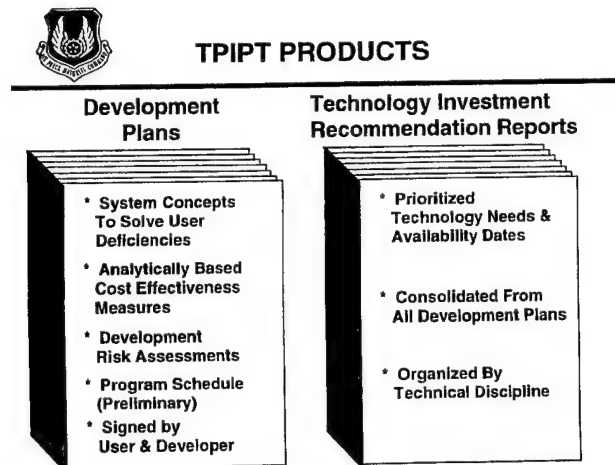 TPIPT PRODUCTS
Development
Plans
* System Concepts
To Solve User
Deficiencies
* Analytically Based
Cost Effectiveness
Measures
* Development
Risk Assessments
* Program Schedule
(Preliminary)
* Signed by
User & Developer
Technology Investment
Recommendation Reports
* Prioritized
Technology Needs &
Availability Dates
* Consolidated From
All Development Plans
* Organized By
Technical Discipline